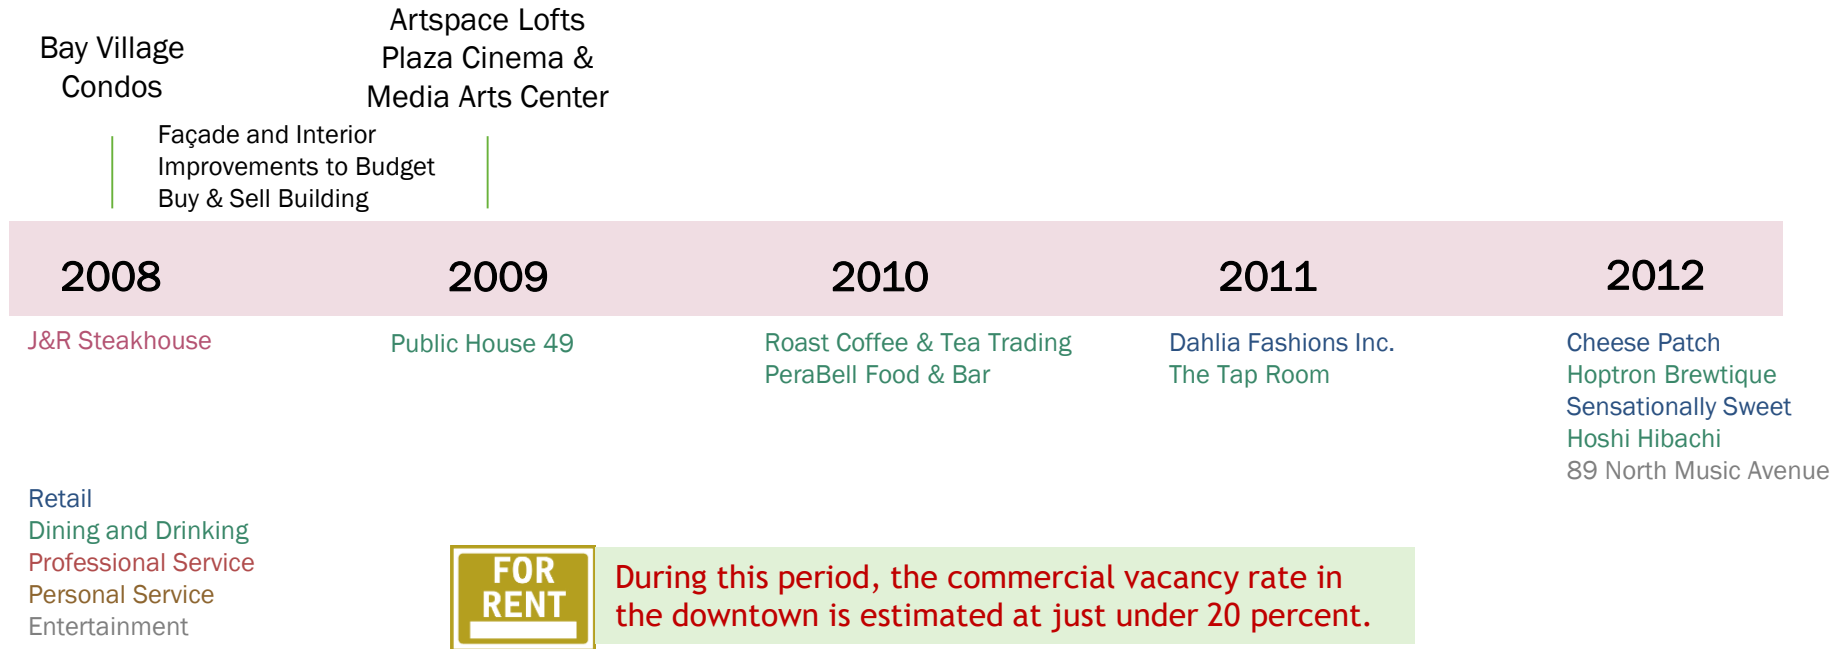 Bay Village
Condos
Artspace Lofts
Plaza Cinema &
Media Arts Center
Façade and Interior
Improvements to Budget
Buy & Sell Building
2008
2009
2010
2011
2012
J&R Steakhouse
Public House 49
Roast Coffee & Tea Trading
PeraBell Food & Bar
Dahlia Fashions Inc.
The Tap Room
Cheese Patch
Hoptron Brewtique
Sensationally Sweet
Hoshi Hibachi
89 North Music Avenue
Retail
Dining and Drinking
Professional Service
Personal Service
Entertainment
FOR
RENT
During this period, the commercial vacancy rate in
the downtown is estimated at just under 20 percent.